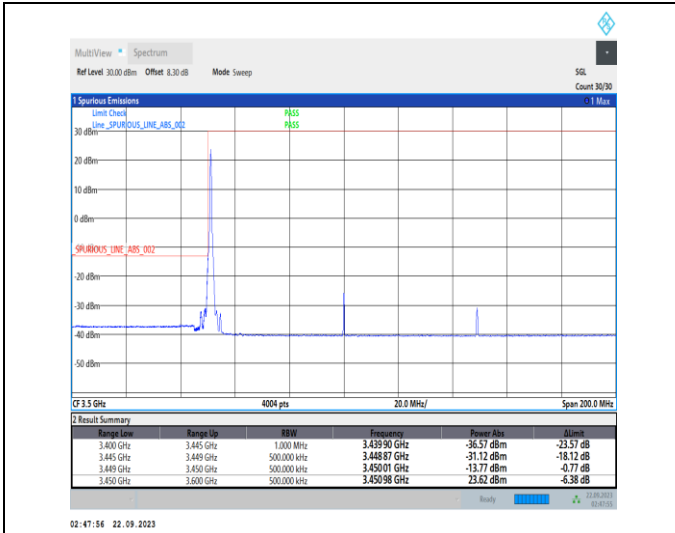 MultiView Spectrum
Ref Level 30.00 dBm Offset 8.30 dB Mode Sweep SGL
Count 30/30
1 Spurious Emissions 1 Max
Limit Check PASS
Line _SPURIOUS_LINE_ABS_002 PASS
30 dBm
20 dBm
10 dBm
0 dBm
_SPURIOUS_LINE_ABS_002
-20 dBm
-30 dBm
-40 dBm
-50 dBm
CF 3.5 GHz 4004 pts 20.0 MHz/ Span 200.0 MHz
2 Result Summary
Range Low Range Up RBW Frequency Power Abs ΔLimit
3.400 GHz 3.445 GHz 1.000 MHz 3.43990 GHz -36.57 dBm -23.57 dB
3.445 GHz 3.449 GHz 500.000 kHz 3.44887 GHz -31.12 dBm -18.12 dB
3.449 GHz 3.450 GHz 500.000 kHz 3.45001 GHz -13.77 dBm -0.77 dB
3.450 GHz 3.600 GHz 500.000 kHz 3.45098 GHz 23.62 dBm -6.38 dB
Ready 22.09.2023
02:47:55
02:47:56 22.09.2023